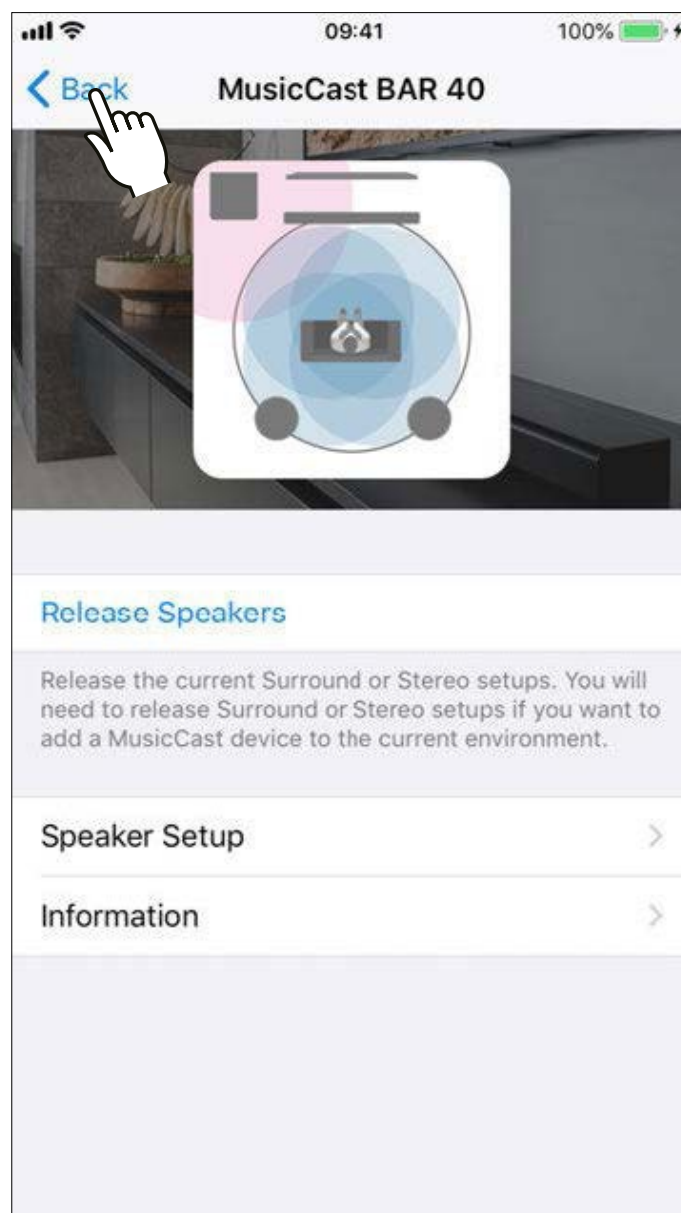 09:41
100%
Back
MusicCast BAR 40
Release Speakers
Release the current Surround or Stereo setups. You will
need to release Surround or Stereo setups if you want to
add a MusicCast device to the current environment.
Speaker Setup
Information